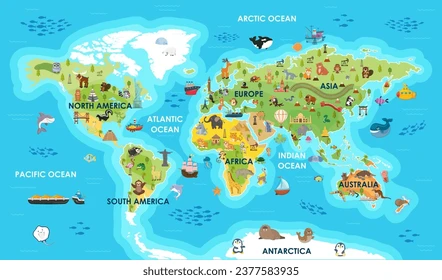 ARCTIC OCEAN
NORTH AMERICA
EUROPE
ASIA
ATLANTIC
OCEAN
PACIFIC OCEAN
AFRICA
INDIAN
OCEAN
SOUTH AMERICA
AUSTRALIA
ANTARCTICA
shutterstock.com · 2377583935